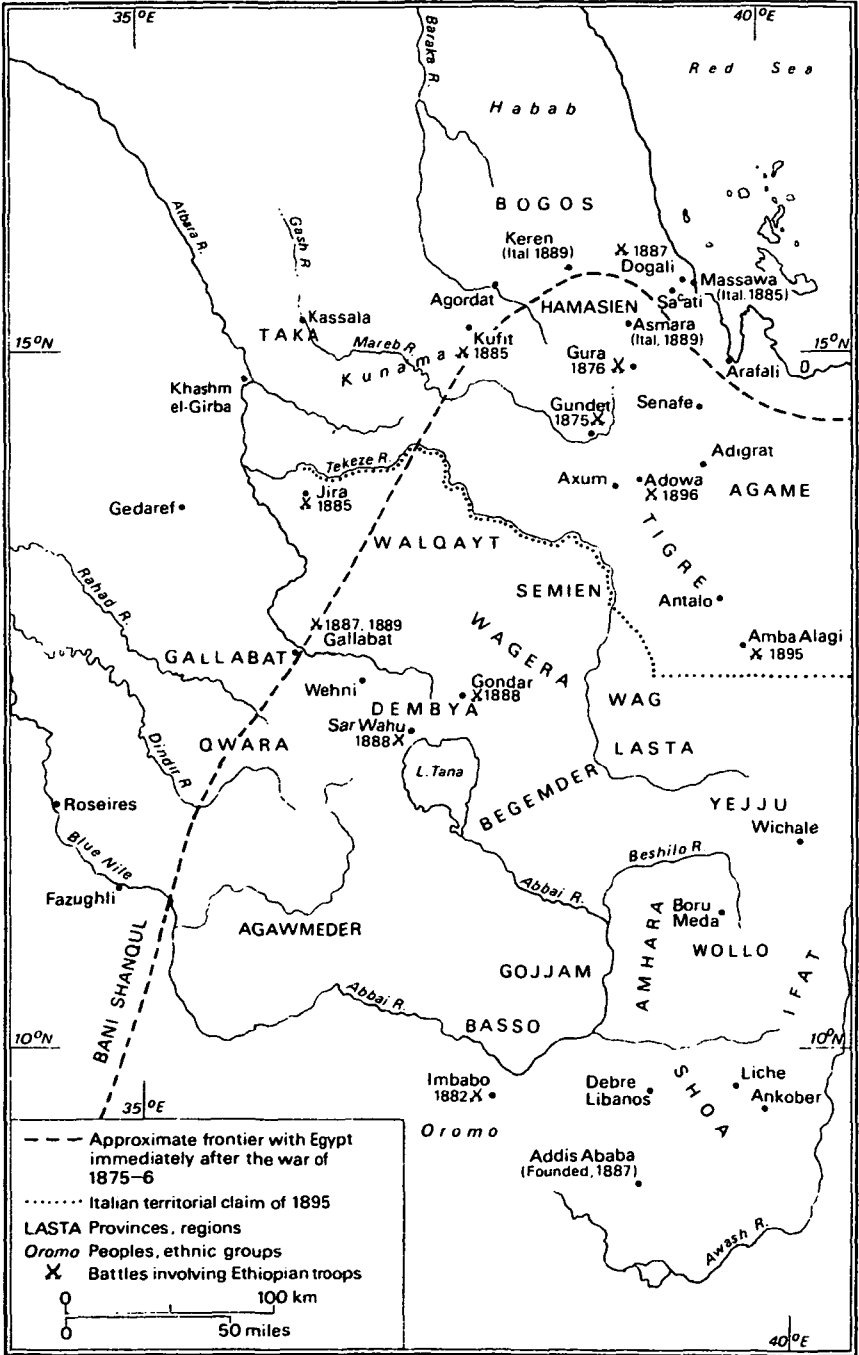 35 °E
40 °E
Baraka R.
Red Sea
Habab
BOGOS
Atbara R.
Gash R
Keren
(Ital 1889)
1887
Dogali
Massawa
(Ital. 1885)
Saʿati
Agordat
HAMASIEN
Kassala
TAKA
Asmara
(Ital, 1889)
15°N
Mareb R.
Kufit
1885
15°N
Kunama
Gura
1876
Arafali
Khashm
el-Girba
Gundet
1875
Senafe
Tekeze R.
Adigrat
Axum
Adowa
1896
AGAME
Jira
1885
Gedaref
WALQAYT
TIGRE
SEMIEN
Antalo
Rahad R.
1887, 1889
Gallabat
WAGERA
Amba Alagi
1895
GALLABAT
Wehni
Gondar
1888
DEMBYA
WAG
Sar Wahu
1888
QWARA
LASTA
Dindir R
L. Tana
BEGEMDER
YEJJU
Roseires
Wichale
Blue Nile
Beshilo R.
Fazughli
Abbai R.
Boru
Meda
AGAWMEDER
AMHARA
WOLLO
BANI SHANQUL
GOJJAM
IFAT
Abbai R.
BASSO
10°N
10°N
Imbabo
1882
Debre
Libanos
SHOA
Liche
Ankober
35 °E
Oromo
Addis Ababa
(Founded, 1887)
Awash R.
Approximate frontier with Egypt
immediately after the war of
1875–6
Italian territorial claim of 1895
LASTA Provinces, regions
Oromo Peoples, ethnic groups
Battles involving Ethiopian troops
0 100 km
0 50 miles
40 °E